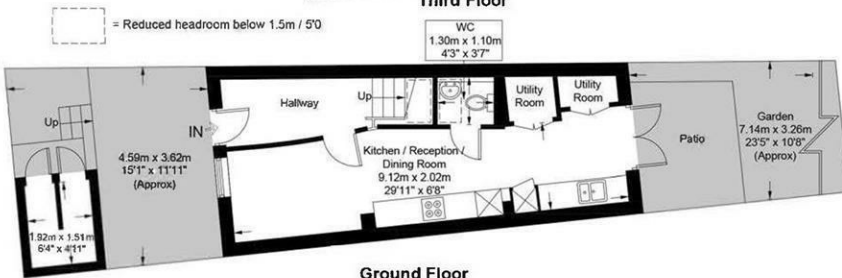 Third Floor
= Reduced headroom below 1.5m / 5'0
WC
1.30m x 1.10m
4'3" x 3'7"
Hallway
Up
Utility
Room
Utility
Room
Up
IN
Garden
7.14m x 3.26m
23'5" x 10'8"
(Approx)
Patio
4.59m x 3.62m
15'1" x 11'11"
(Approx)
Kitchen / Reception /
Dining Room
9.12m x 2.02m
29'11" x 6'8"
1.92m x 1.51m
6'4" x 4'11"
Ground Floor